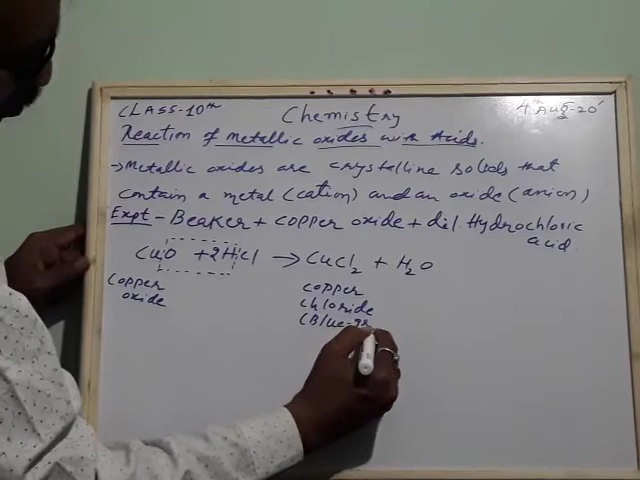 CLASS-10th
Chemistry
4th Aug-20'
Reaction of metallic oxides with Acids.
→ Metallic oxides are crystalline solids that
contain a metal (cation) and an oxide (anion)
Expt - Beaker + copper oxide + dil Hydrochloric
acid
CuO + 2HCl → CuCl2 + H2O
Copper
oxide
copper
chloride
(Blue-gr